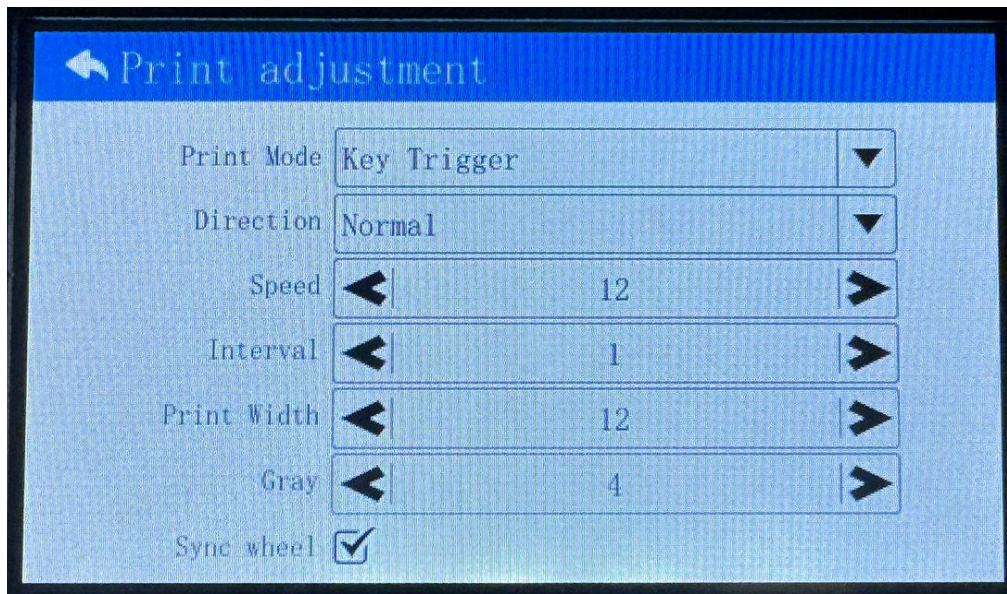 Print adjustment
Print Mode Key Trigger
Direction Normal
Speed 12
Interval 1
Print Width 12
Gray 4
Sync wheel